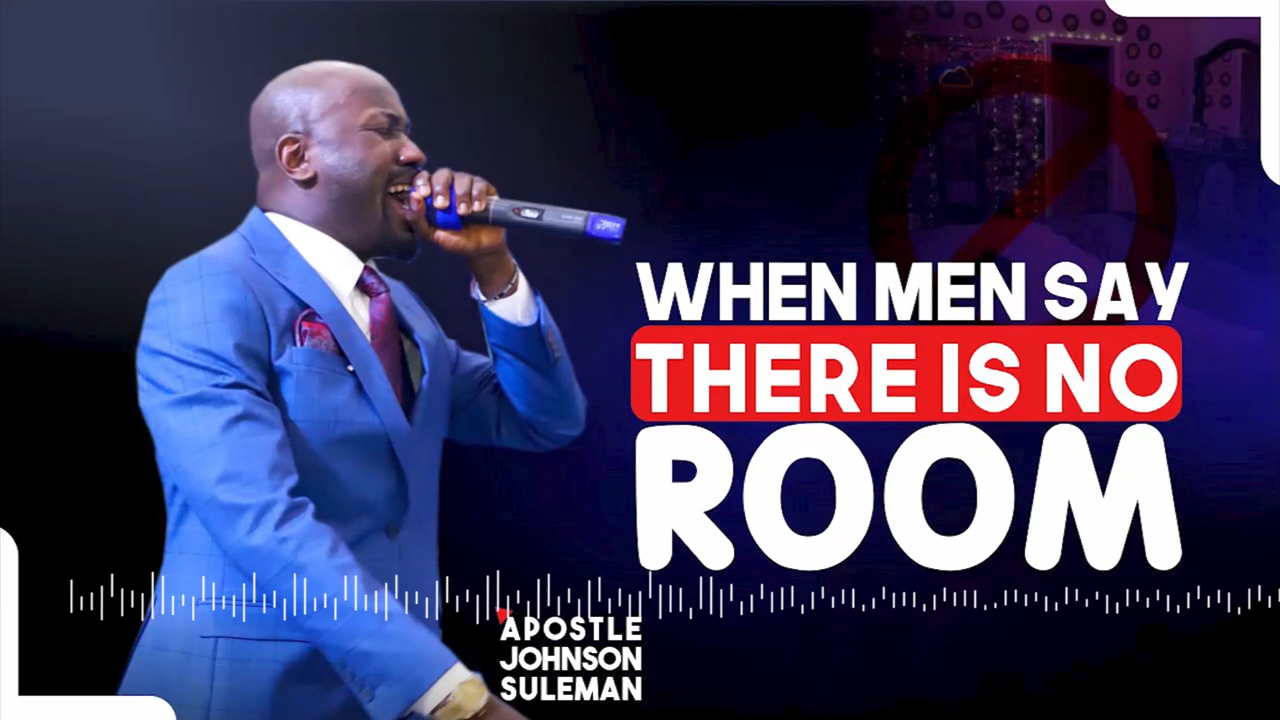 WHEN MEN SAY
THERE IS NO
ROOM
APOSTLE
JOHNSON
SULEMAN